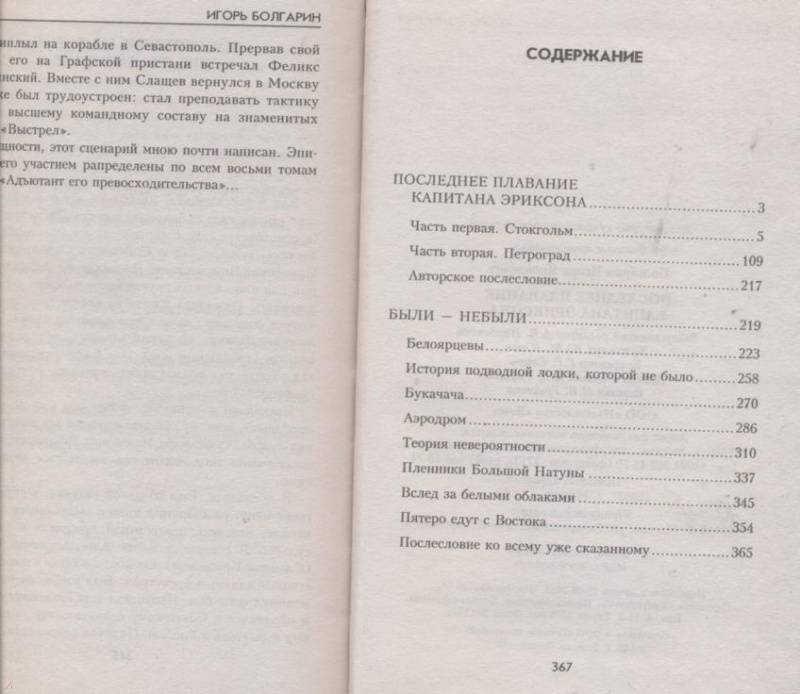 ИГОРЬ БОЛГАРИН
иплыл на корабле в Севастополь. Прервав свой
его на Графской пристани встречал Феликс
нский. Вместе с ним Слащев вернулся в Москву
же был трудоустроен: стал преподавать тактику
высшему командному составу на знаменитых
«Выстрел».
щности, этот сценарий мною почти написан. Эпи-
его участием рапределены по всем восьми томам
«Адъютант его превосходительства»...
СОДЕРЖАНИЕ
ПОСЛЕДНЕЕ ПЛАВАНИЕ
КАПИТАНА ЭРИКСОНА 3
Часть первая. Стокгольм 5
Часть вторая. Петроград 109
Авторское послесловие 217
БЫЛИ — НЕБЫЛИ 219
Белоярцевы 223
История подводной лодки, которой не было 258
Букачача 270
Аэродром 286
Теория невероятности 310
Пленники Большой Натуны 337
Вслед за белыми облаками 345
Пятеро едут с Востока 354
Послесловие ко всему уже сказанному 365
367